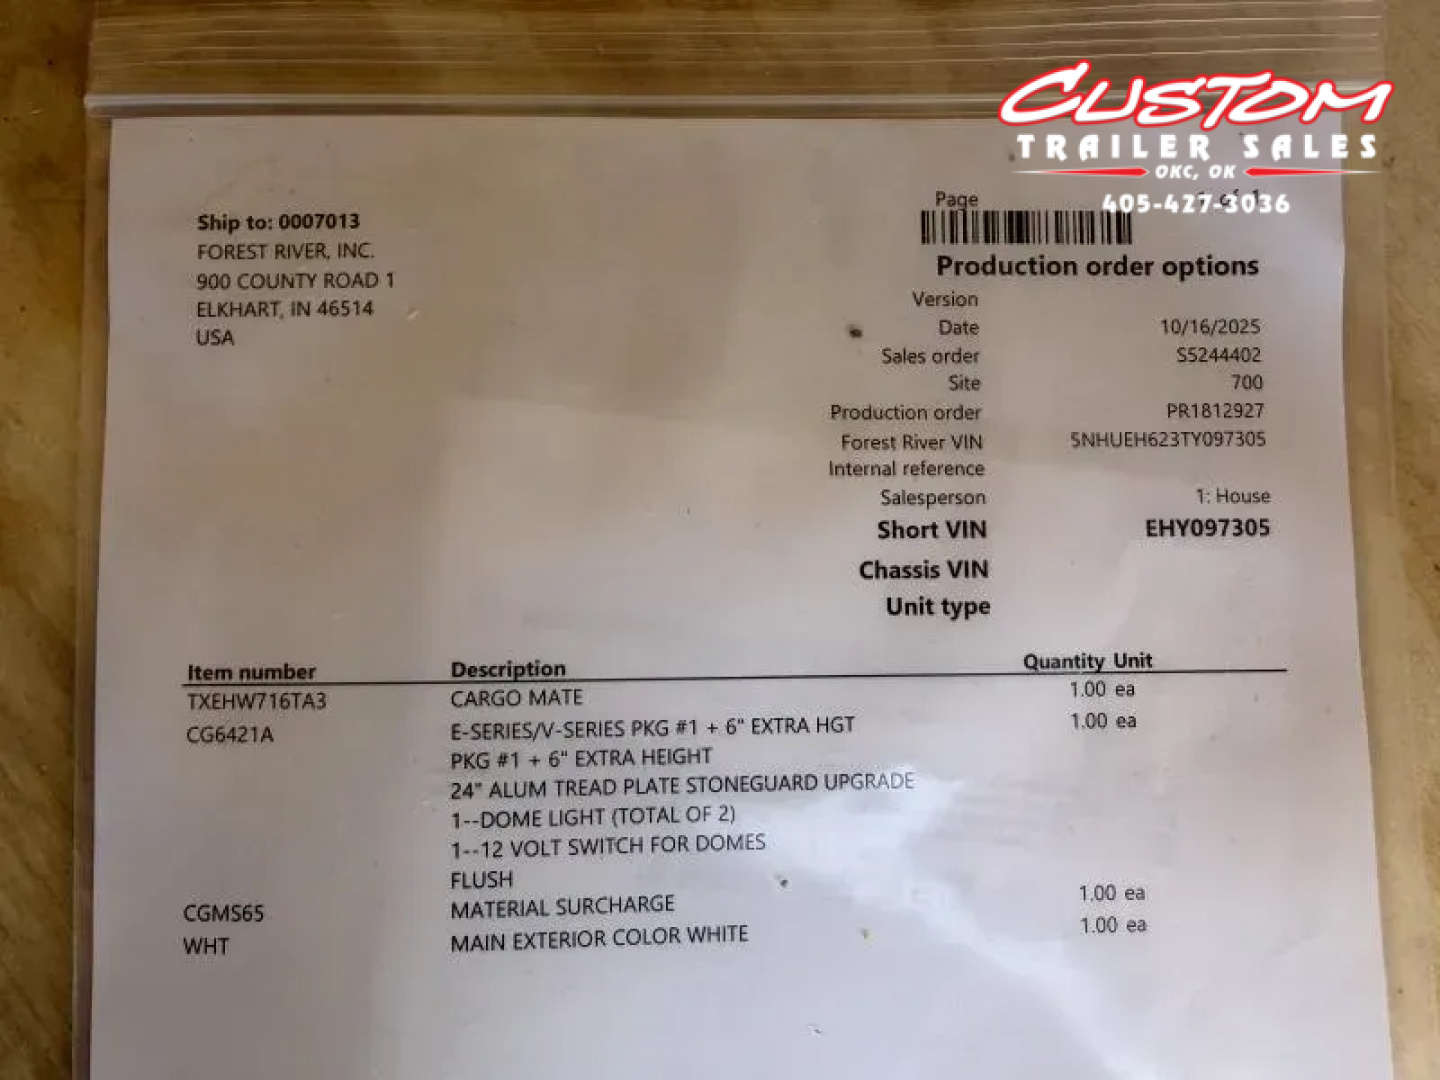 CUSTOM
TRAILER SALES
OKC, OK
405-427-3036
Page
Production order options
Ship to: 0007013
FOREST RIVER, INC.
900 COUNTY ROAD 1
ELKHART, IN 46514
USA
Version
Date 10/16/2025
Sales order S5244402
Site 700
Production order PR1812927
Forest River VIN 5NHUEH623TY097305
Internal reference
Salesperson 1: House
Short VIN EHY097305
Chassis VIN
Unit type
Item number Description Quantity Unit
TXEHW716TA3 CARGO MATE 1.00 ea
CG6421A E-SERIES/V-SERIES PKG #1 + 6" EXTRA HGT 1.00 ea
PKG #1 + 6" EXTRA HEIGHT
24" ALUM TREAD PLATE STONEGUARD UPGRADE
1--DOME LIGHT (TOTAL OF 2)
1--12 VOLT SWITCH FOR DOMES
FLUSH
CGMS65 MATERIAL SURCHARGE 1.00 ea
WHT MAIN EXTERIOR COLOR WHITE 1.00 ea